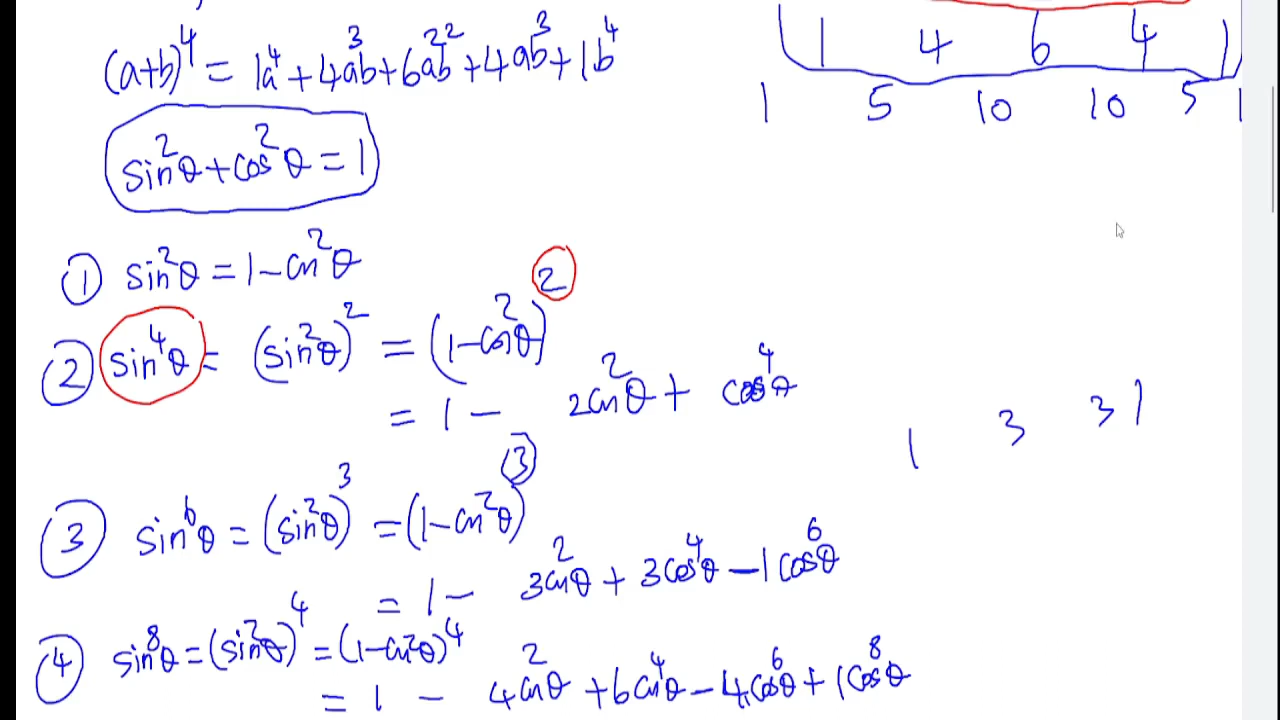 (a+b)⁴ = 1a⁴ + 4a³b + 6a²b² + 4ab³ + 1b⁴
1 4 6 4 1
1 5 10 10 5 1
sin²θ + cos²θ = 1
① sin²θ = 1 – cos²θ
② sin⁴θ = (sin²θ)² = (1 – cos²θ)²
= 1 – 2cos²θ + cos⁴θ
1 3 3 1
③ sin⁶θ = (sin²θ)³ = (1 – cos²θ)³
= 1 – 3cos²θ + 3cos⁴θ – 1cos⁶θ
④ sin⁸θ = (sin²θ)⁴ = (1 – cos²θ)⁴
= 1 – 4cos²θ + 6cos⁴θ – 4cos⁶θ + 1cos⁸θ